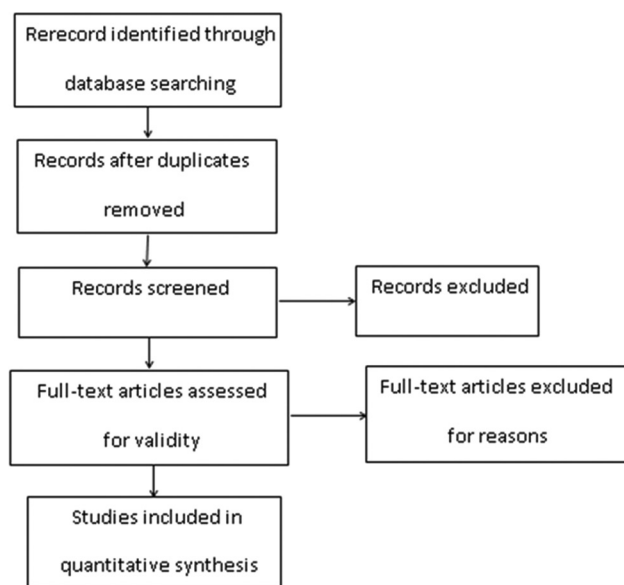 Rerecord identified through
database searching
Records after duplicates
removed
Records screened
Records excluded
Full-text articles assessed
for validity
Full-text articles excluded
for reasons
Studies included in
quantitative synthesis